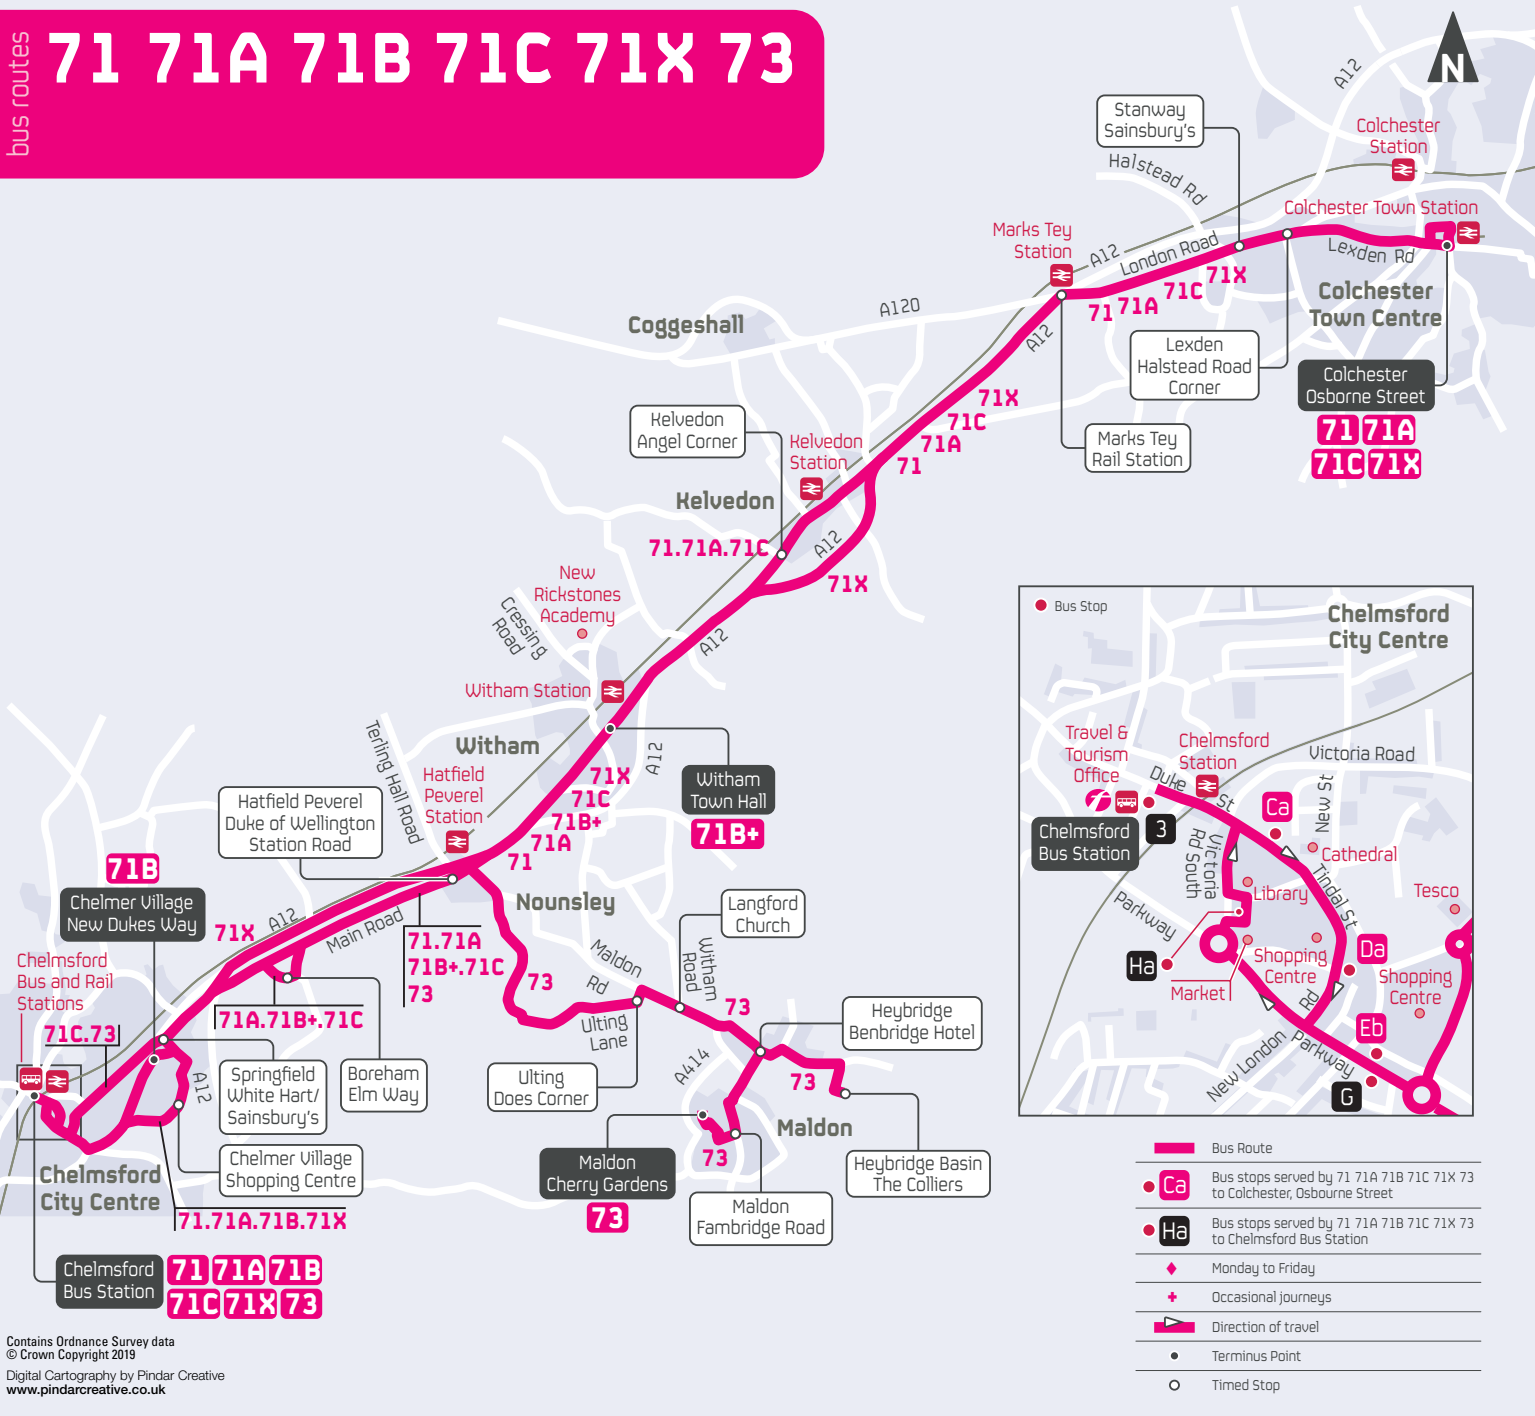 bus routes
71 71A 71B 71C 71X 73
N
A12
Colchester
Station
Stanway
Sainsbury's
Halstead Rd
Colchester Town Station
Marks Tey
Station
A12
London Road
Lexden Rd
71X
71C
71A
71
Colchester
Town Centre
A120
Coggeshall
A12
Lexden
Halstead Road
Corner
Colchester
Osborne Street
71 71A
71C 71X
71X
71C
71A
71
Marks Tey
Rail Station
Kelvedon
Angel Corner
Kelvedon
Station
Kelvedon
71.71A.71C
A12
71X
New
Rickstones
Academy
Cressing
Road
A12
Witham Station
Witham
Terling Hall Road
A12
Hatfield
Peverel
Station
71X
71C
71B+
71A
71
Witham
Town Hall
71B+
Hatfield Peverel
Duke of Wellington
Station Road
71B
Chelmer Village
New Dukes Way
71X
A12
Main Road
Nounsley
Langford
Church
71.71A
71B+.71C
73
73
Maldon
Rd
Witham
Road
73
Chelmsford
Bus and Rail
Stations
71C.73
71A.71B+.71C
Ulting
Lane
Heybridge
Benbridge Hotel
A414
73
A12
Springfield
White Hart/
Sainsbury's
Boreham
Elm Way
Ulting
Does Corner
Maldon
Chelmsford
City Centre
Chelmer Village
Shopping Centre
Maldon
Cherry Gardens
73
73
Heybridge Basin
The Colliers
Maldon
Fambridge Road
71.71A.71B.71X
Chelmsford
Bus Station
71 71A 71B
71C 71X 73
Contains Ordnance Survey data
© Crown Copyright 2019
Digital Cartography by Pindar Creative
www.pindarcreative.co.uk
Bus Stop
Chelmsford
City Centre
Travel &
Tourism
Office
Chelmsford
Station
Victoria Road
Duke
St
Ca
New St
Chelmsford
Bus Station
3
Victoria
Rd South
Cathedral
Tindal St
Library
Tesco
Parkway
Ha
Shopping
Centre
Da
Shopping
Centre
Market
Rd
New London
Parkway
Eb
G
Bus Route
Ca
Bus stops served by 71 71A 71B 71C 71X 73
to Colchester, Osbourne Street
Ha
Bus stops served by 71 71A 71B 71C 71X 73
to Chelmsford Bus Station
Monday to Friday
Occasional journeys
Direction of travel
Terminus Point
Timed Stop